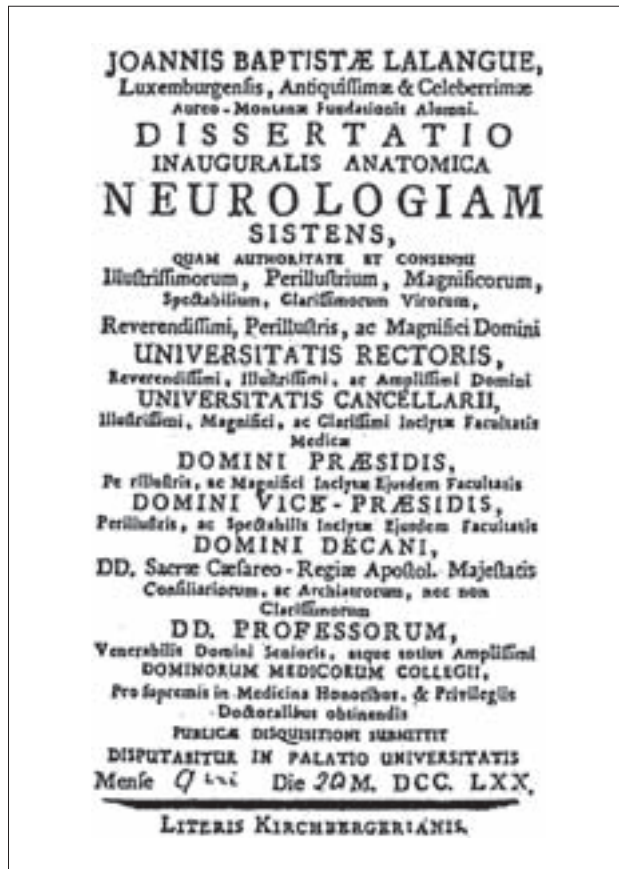 JOANNIS BAPTISTÆ LALANGUE,
Luxemburgensis, Antiquissimæ & Celeberrimæ
Aureo-Montanæ Fundationis Alumni.
DISSERTATIO
INAUGURALIS ANATOMICA
NEUROLOGIAM
SISTENS,
QUAM AUTHORITATE ET CONSENSU
Illustrissimorum, Perillustrium, Magnificorum,
Spectabilium, Clarissimorum Virorum,
Reverendissimi, Perillustris, ac Magnifici Domini
UNIVERSITATIS RECTORIS,
Reverendissimi, Illustrissimi, ac Amplissimi Domini
UNIVERSITATIS CANCELLARII,
Illustrissimi, Magnifici, ac Clarissimi Inclytæ Facultatis
Medicæ
DOMINI PRÆSIDIS,
Pe rillustris, ac Magnifici Inclytæ Ejusdem Facultatis
DOMINI VICE-PRÆSIDIS,
Perillustris, ac Spectabilis Inclytæ Ejusdem Facultatis
DOMINI DECANI,
DD. Sacræ Cæsareo-Regiæ Apostol. Majestatis
Consiliariorum, ac Archiatrorum, nec non
Clarissimorum
DD. PROFESSORUM,
Venerabilis Domini Senioris, atque totius Amplissimi
DOMINORUM MEDICORUM COLLEGII,
Pro supremis in Medicina Honoribus, & Privilegiis
Doctoralibus obtinendis
PUBLICÆ DISQUISITIONI SUBMITTIT
DISPUTABITUR IN PALATIO UNIVERSITATIS
Mense Die M. DCC. LXX.
LITERIS KIRCHBERGERIANIS.